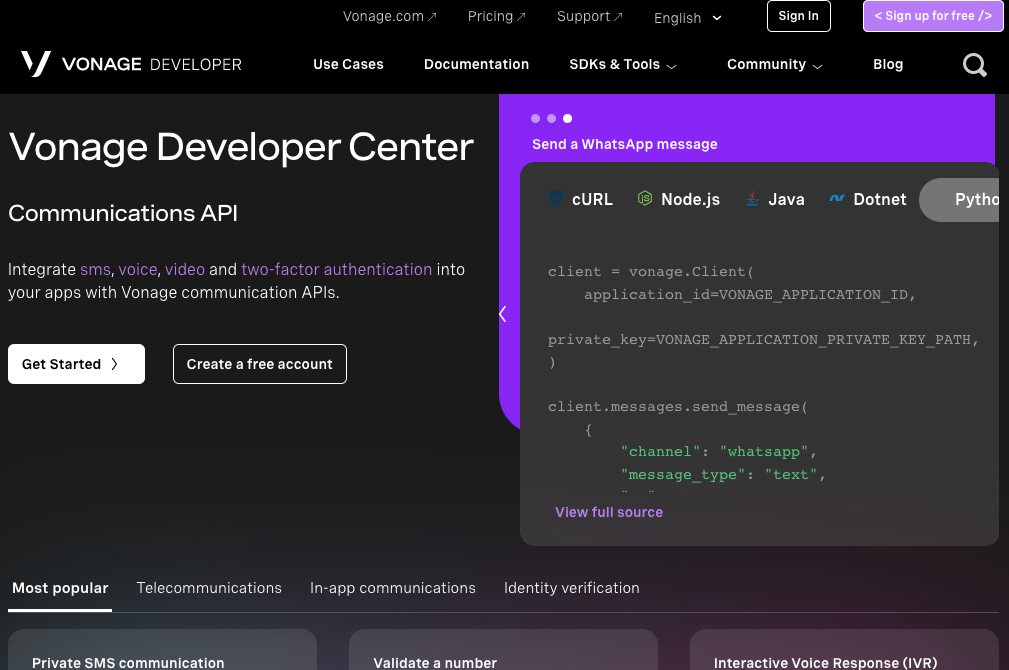 Vonage.com Pricing Support English Sign In < Sign up for free />
VONAGE DEVELOPER Use Cases Documentation SDKs & Tools Community Blog
Vonage Developer Center
Communications API
Integrate sms, voice, video and two-factor authentication into
your apps with Vonage communication APIs.
Get Started Create a free account
Send a WhatsApp message
cURL Node.js Java Dotnet Pytho
client = vonage.Client(
application_id=VONAGE_APPLICATION_ID,
private_key=VONAGE_APPLICATION_PRIVATE_KEY_PATH,
)
client.messages.send_message(
{
"channel": "whatsapp",
"message_type": "text",
View full source
Most popular Telecommunications In-app communications Identity verification
Private SMS communication Validate a number Interactive Voice Response (IVR)